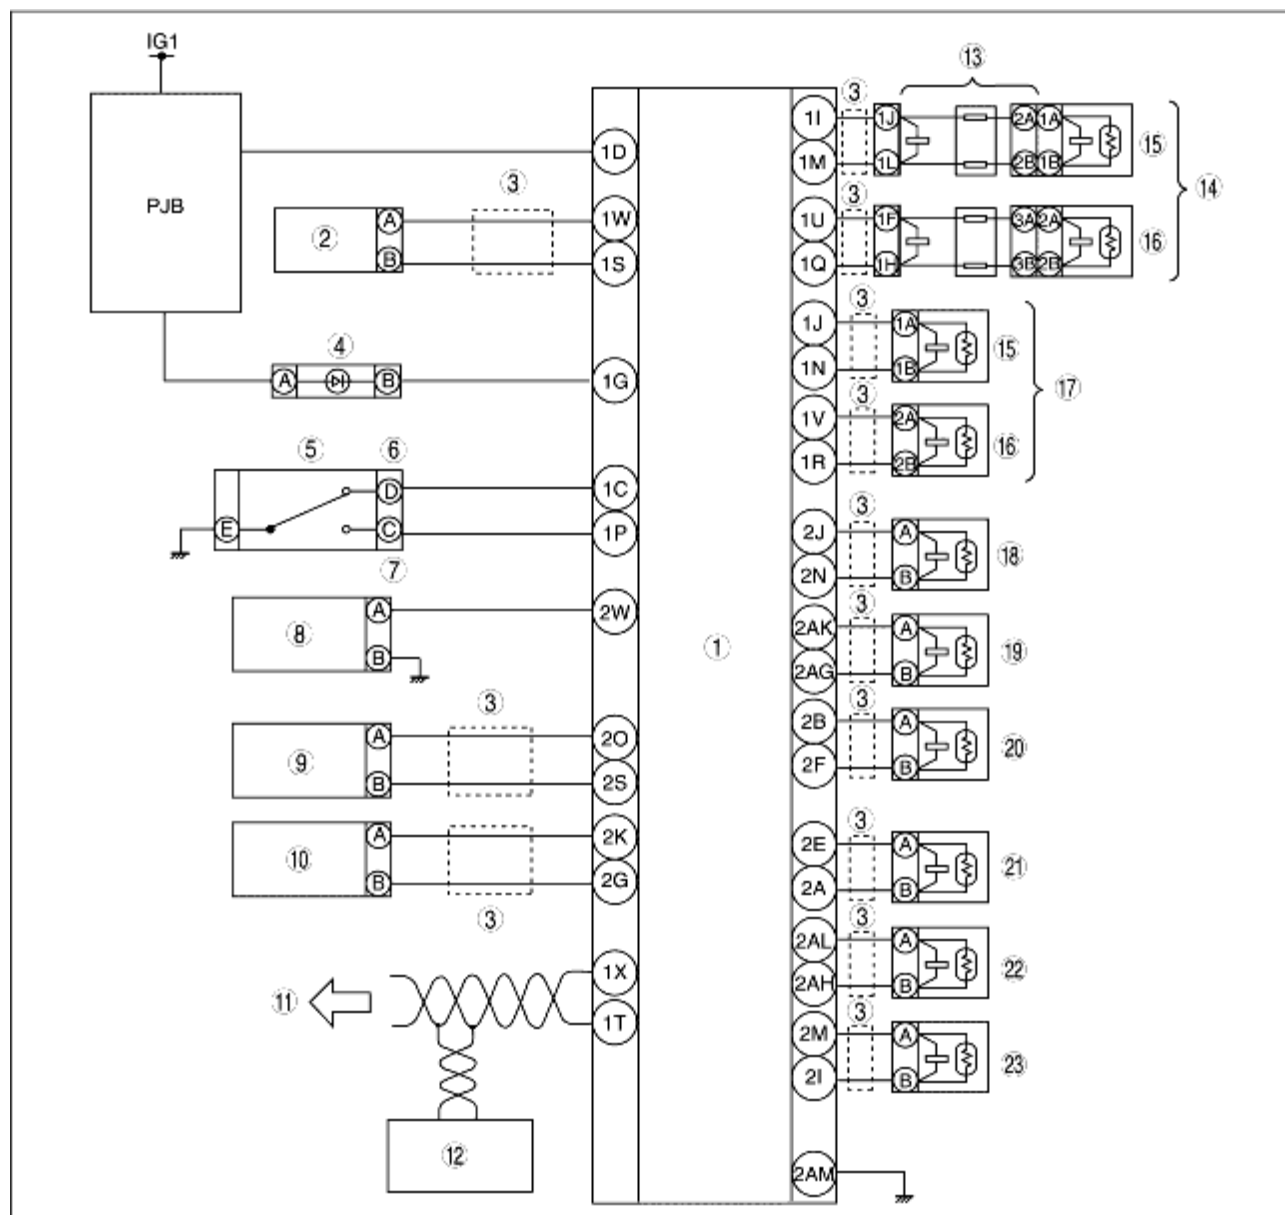 IG1
PJB
1D
③
② A
B
1W
1S
④
A B
1G
⑤ ⑥
E D
C
⑦
1C
1P
⑧ A
B
2W
③
⑨ A
B
2O
2S
⑩ A
B
2K
2G
③
⑪
1X
1T
⑫
①
⑬
③
1I 1J 2A 1A ⑮
1M 1L 2B 1B
⑭
③
1U 1F 3A 2A ⑯
1Q 1H 3B 2B
③
1J 1A ⑮
1N 1B
⑰
③
1V 2A ⑯
1R 2B
③
2J A ⑱
2N B
③
2AK A ⑲
2AG B
③
2B A ⑳
2F B
③
2E A ㉑
2A B
③
2AL A ㉒
2AH B
③
2M A ㉓
2I B
2AM